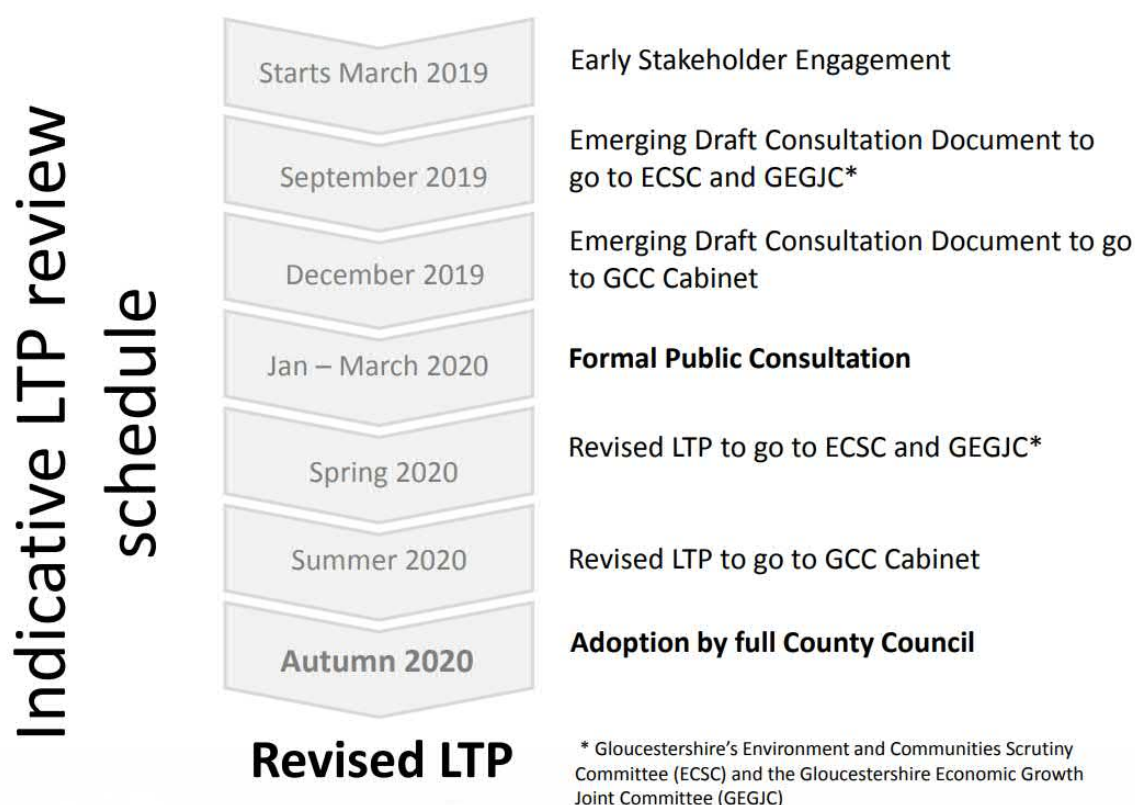 Indicative LTP review
schedule
Starts March 2019
Early Stakeholder Engagement
September 2019
Emerging Draft Consultation Document to
go to ECSC and GEGJC*
December 2019
Emerging Draft Consultation Document to go
to GCC Cabinet
Jan – March 2020
Formal Public Consultation
Spring 2020
Revised LTP to go to ECSC and GEGJC*
Summer 2020
Revised LTP to go to GCC Cabinet
Autumn 2020
Adoption by full County Council
Revised LTP
* Gloucestershire's Environment and Communities Scrutiny
Committee (ECSC) and the Gloucestershire Economic Growth
Joint Committee (GEGJC)